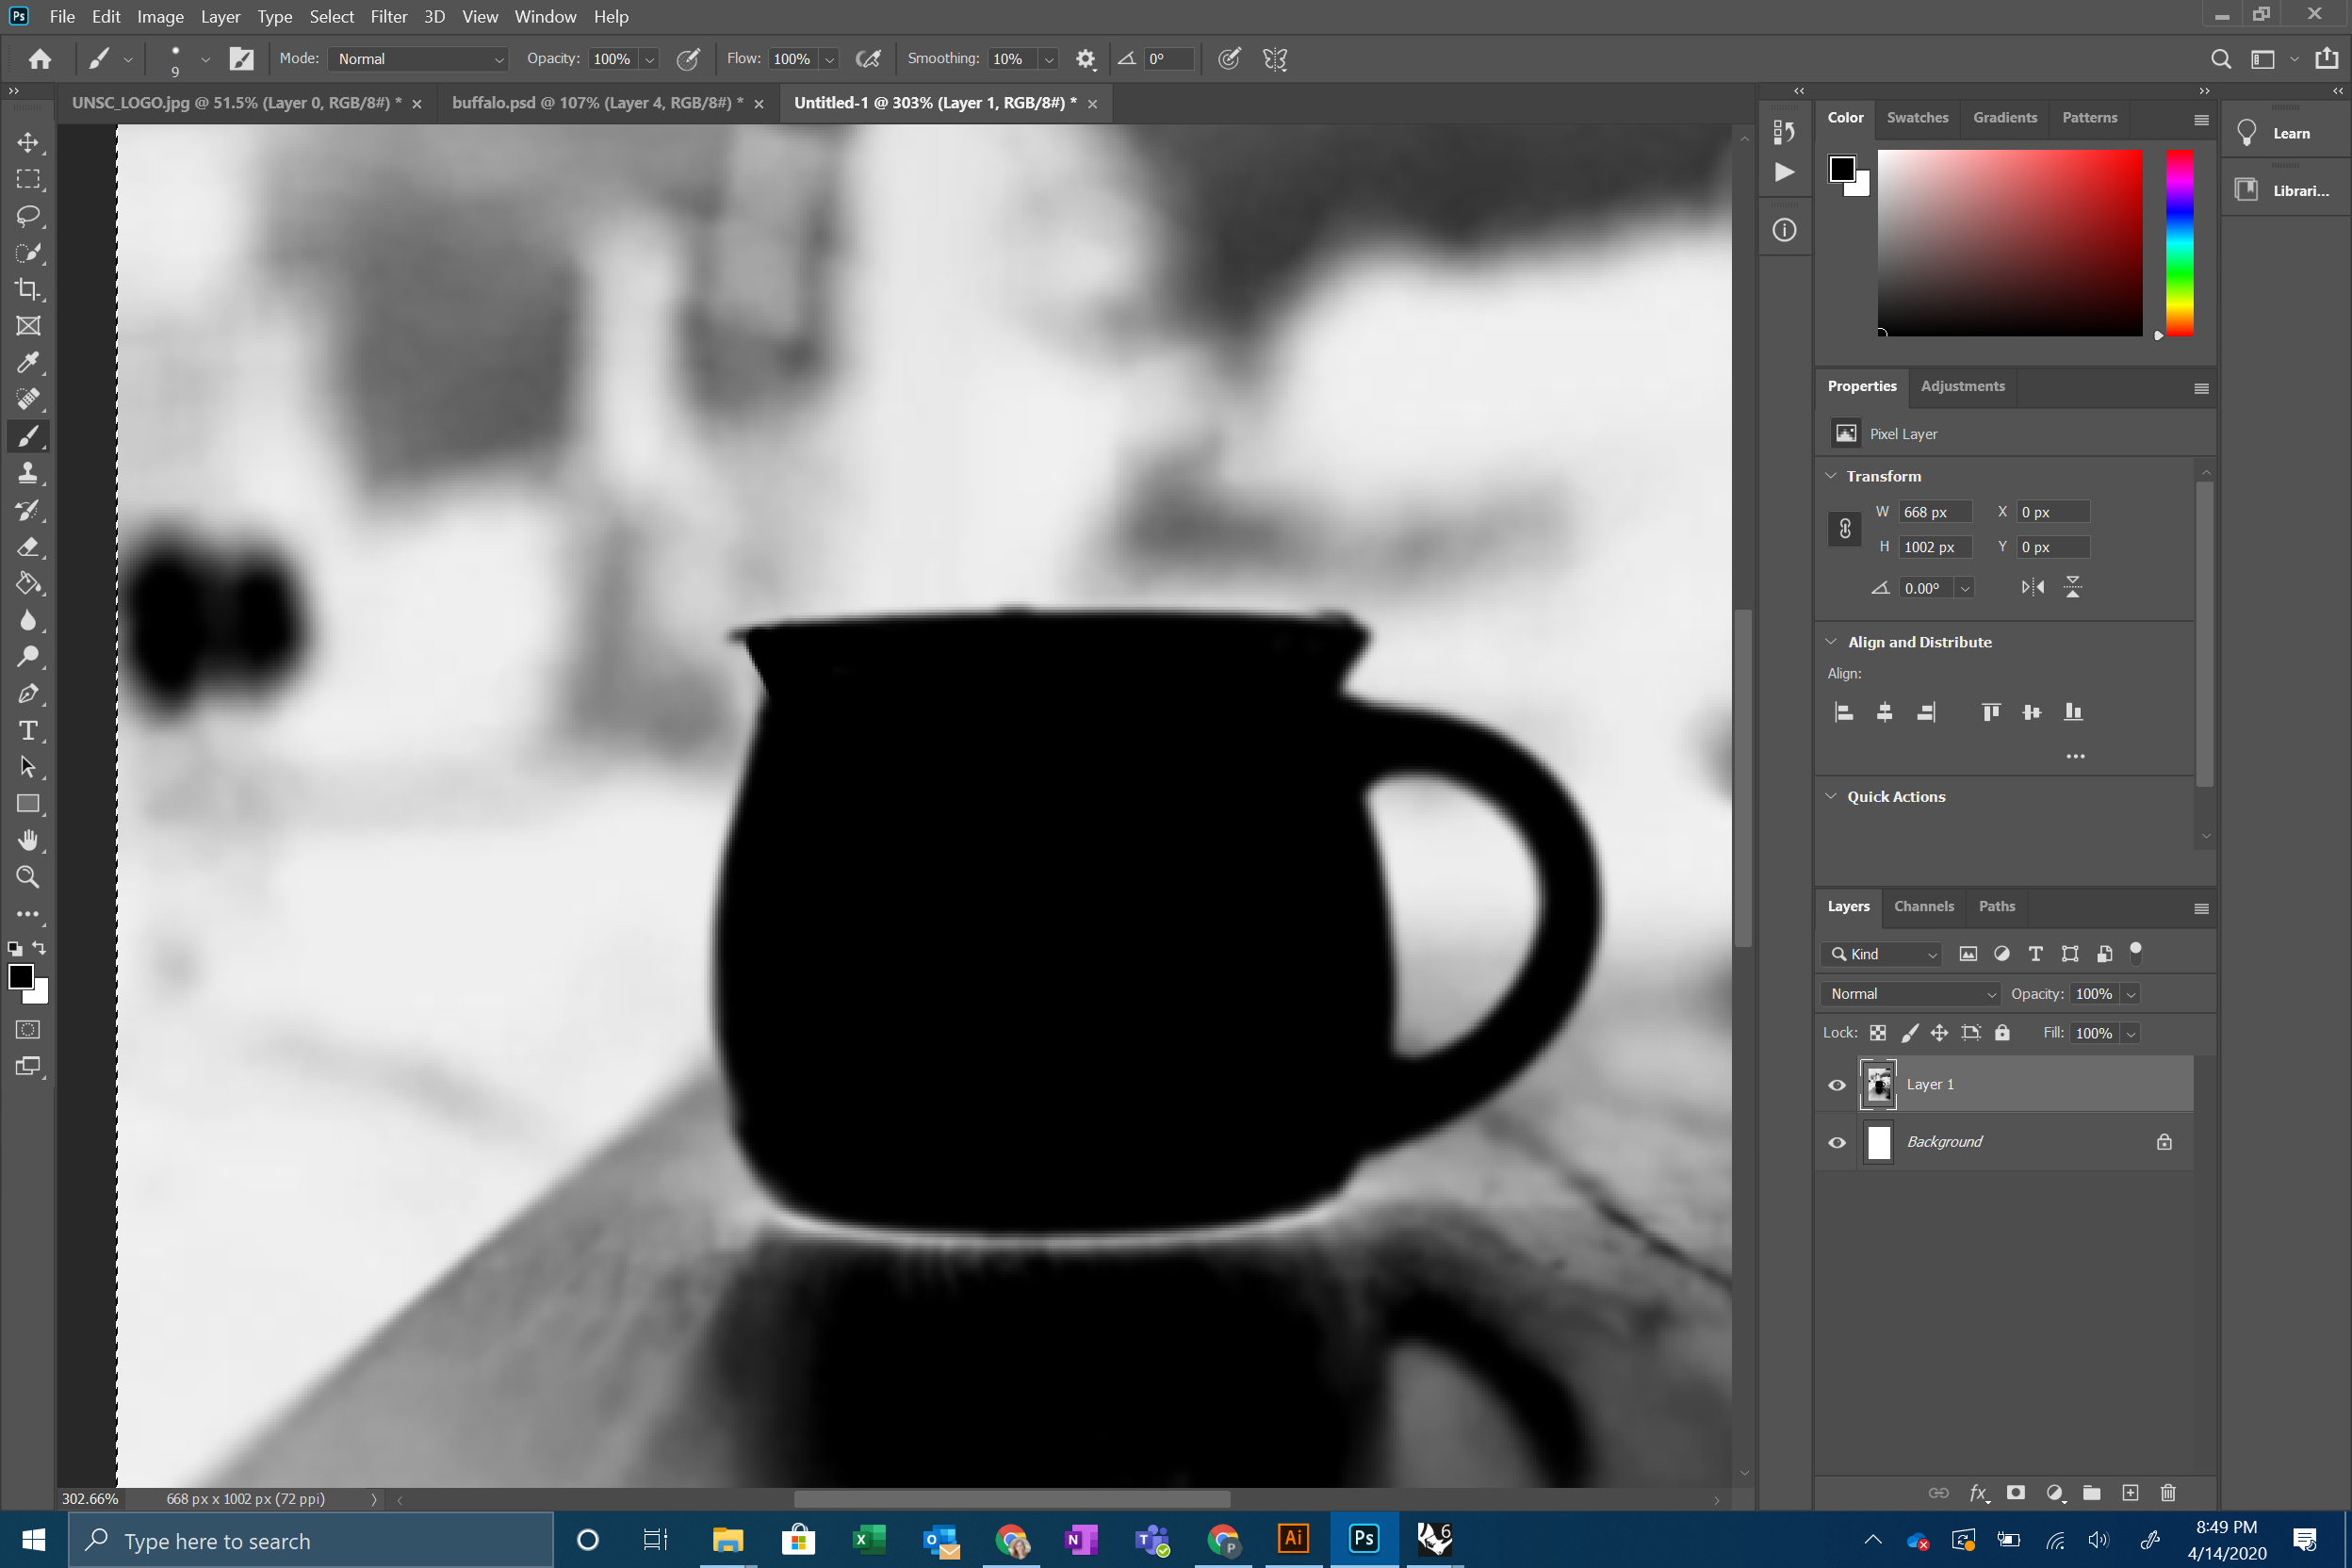 Ps File Edit Image Layer Type Select Filter 3D View Window Help
9 Mode: Normal Opacity: 100% Flow: 100% Smoothing: 10% 0°
UNSC_LOGO.jpg @ 51.5% (Layer 0, RGB/8#) * buffalo.psd @ 107% (Layer 4, RGB/8#) * Untitled-1 @ 303% (Layer 1, RGB/8#) *
Color Swatches Gradients Patterns
Learn
Librari...
Properties Adjustments
Pixel Layer
Transform
W 668 px X 0 px
H 1002 px Y 0 px
0.00°
Align and Distribute
Align:
Quick Actions
Layers Channels Paths
Kind
Normal Opacity: 100%
Lock: Fill: 100%
Layer 1
Background
302.66% 668 px x 1002 px (72 ppi)
Type here to search
Ai Ps 6
8:49 PM
4/14/2020